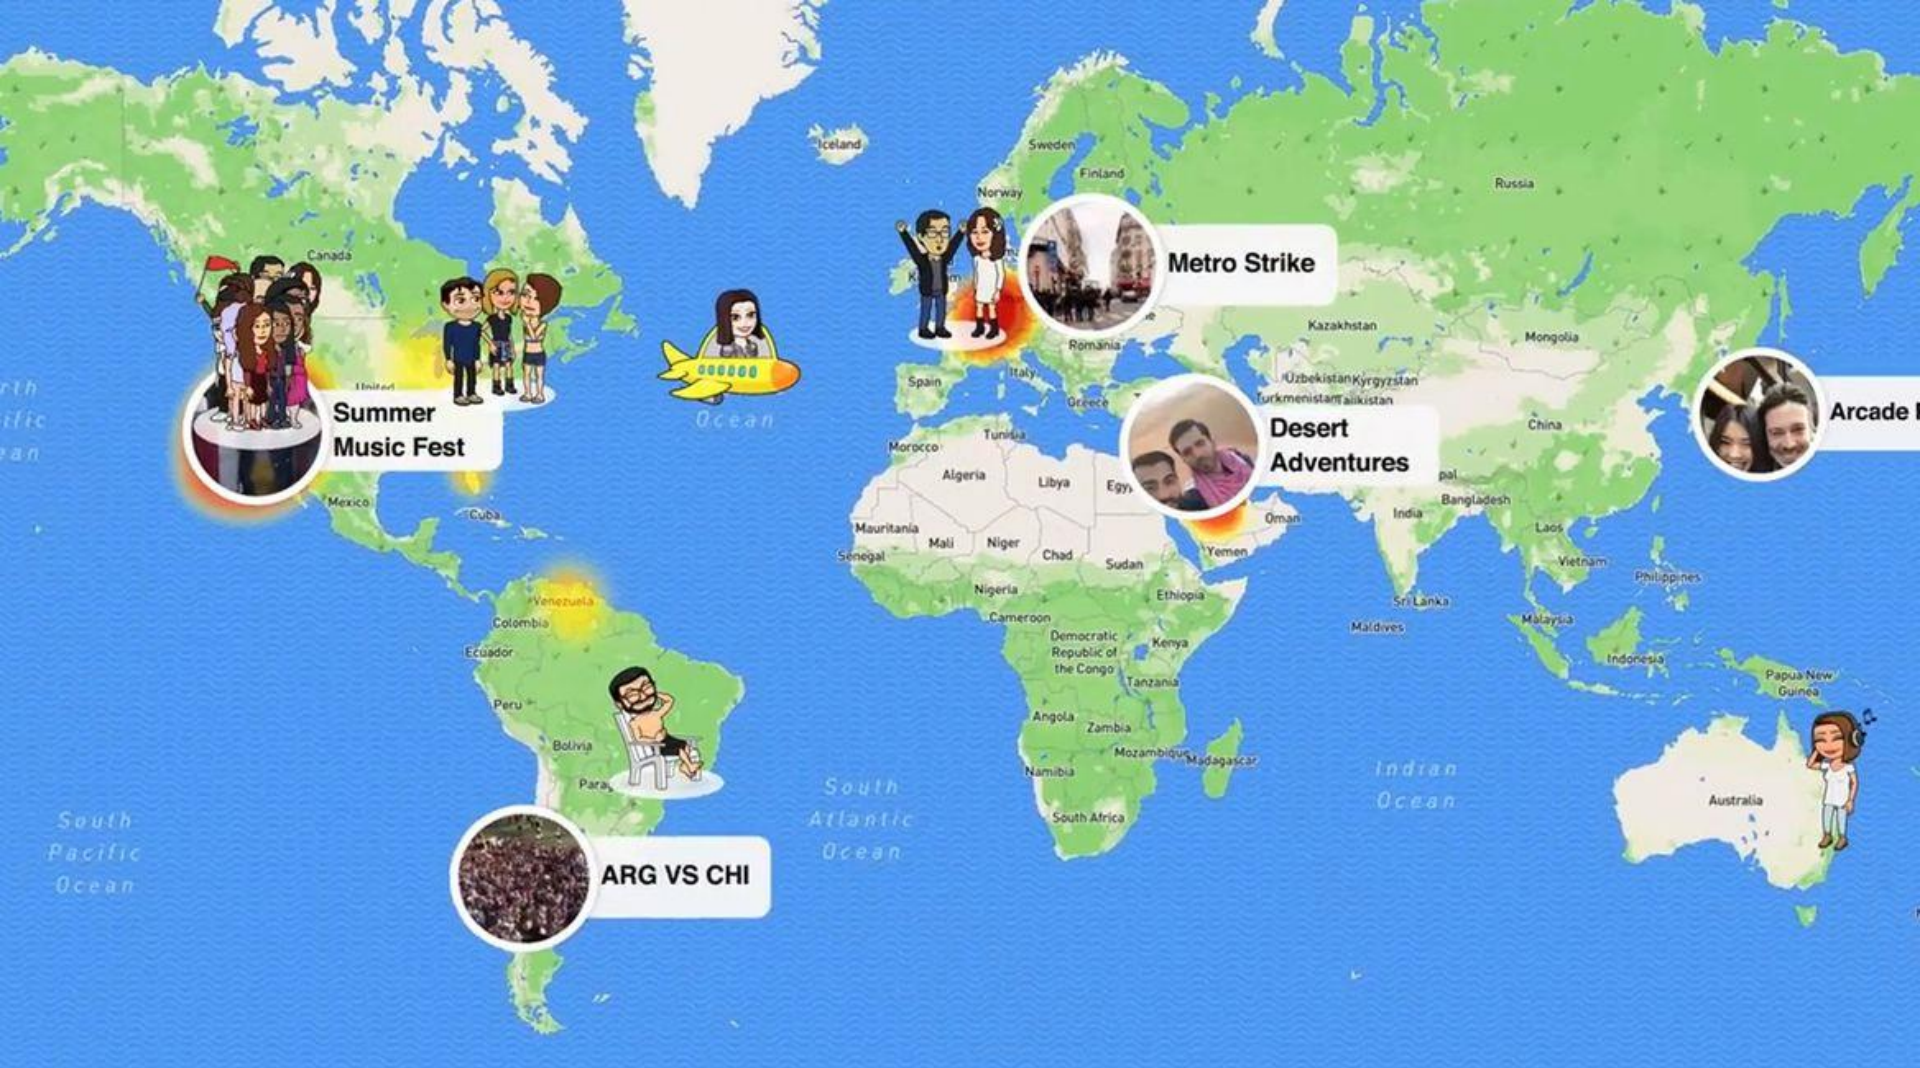 Iceland
Sweden
Finland
Norway
Russia
Canada
Metro Strike
Romania
Kazakhstan
Mongolia
Italy
Spain
Greece
Uzbekistan
Kyrgyzstan
Turkmenistan
Tajikistan
United
Summer
Music Fest
Ocean
Desert
Adventures
China
Arcade
Morocco
Tunisia
Algeria
Libya
Egy
pal
Bangladesh
India
Mexico
Cuba
Oman
Mauritania
Mali
Niger
Chad
Laos
Senegal
Sudan
Yemen
Vietnam
Philippines
Nigeria
Ethiopia
Venezuela
Colombia
Cameroon
Sri Lanka
Maldives
Malaysia
Democratic
Republic of
the Congo
Kenya
Ecuador
Indonesia
Tanzania
Papua New
Guinea
Peru
Angola
Zambia
Bolivia
Mozambique
Madagascar
Namibia
Indian
Ocean
Para
South
Atlantic
Ocean
Australia
South Africa
South
Pacific
Ocean
ARG VS CHI